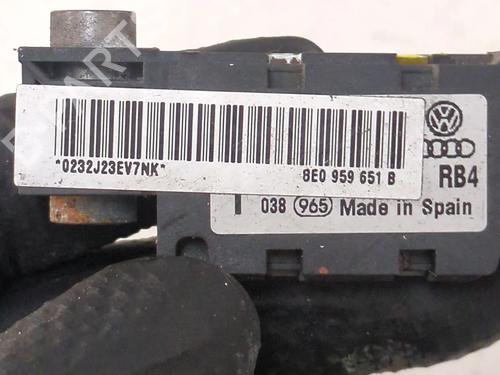 *0232J23EV7NK*
8E0 959 651 B
RB4
038 965 Made in Spain